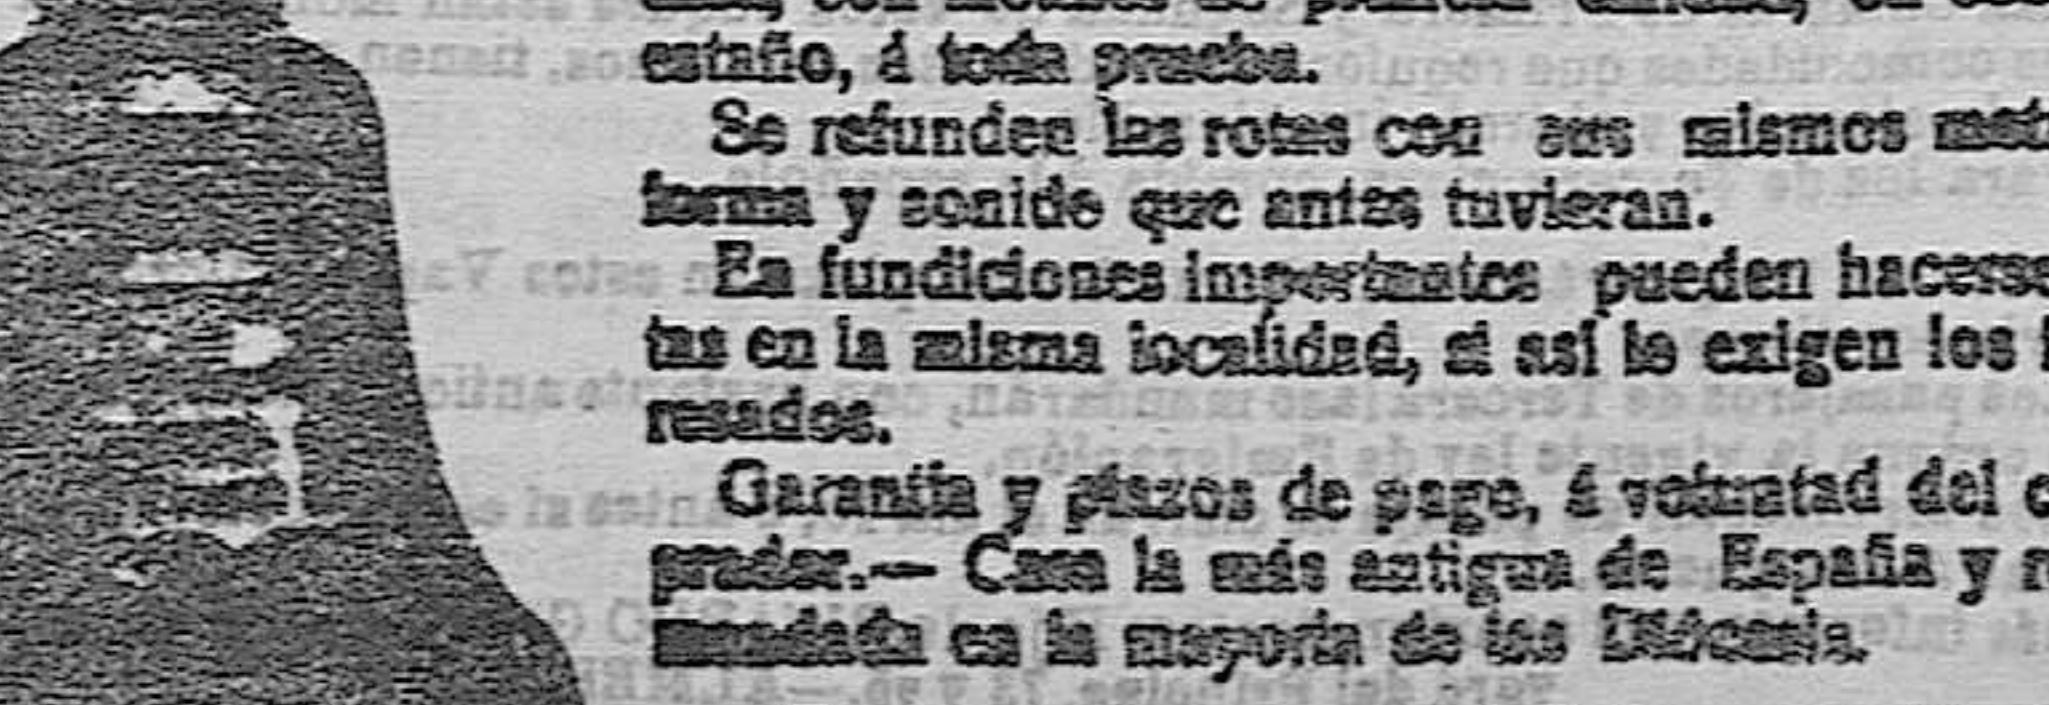 estaño, á toda prueba.
Se refunden las rotas con sus mismos
forma y sonido que antes tuvieran.
En fundiciones importantes pueden hacerse
tas en la misma localidad, si así lo exigen los
resados.
Garantía y plazos de pago, á voluntad del
prador.— Casa la más antigua de España y
mendada en la mayoría de las Diócesis.